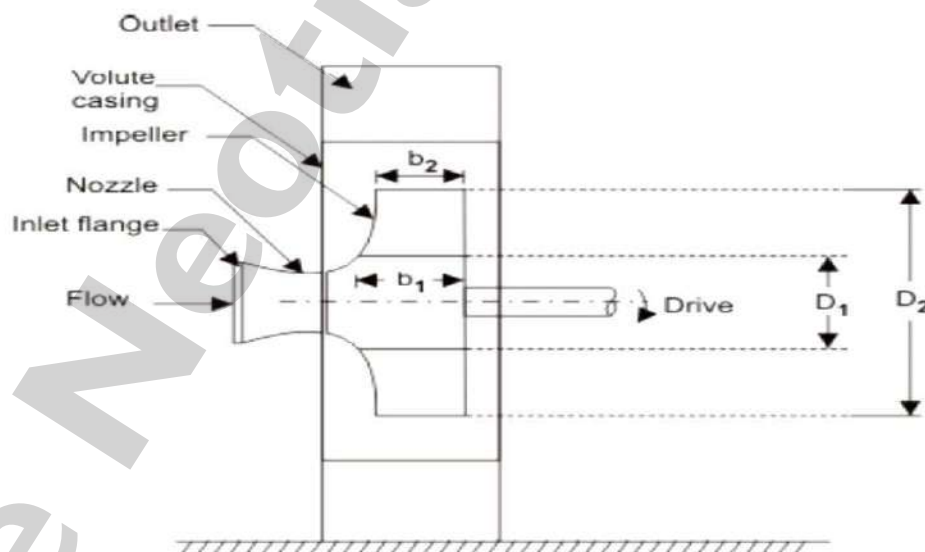 Outlet
Volute
casing
Impeller
Nozzle
Inlet flange
Flow
b₂
b₁
Drive
D₁
D₂